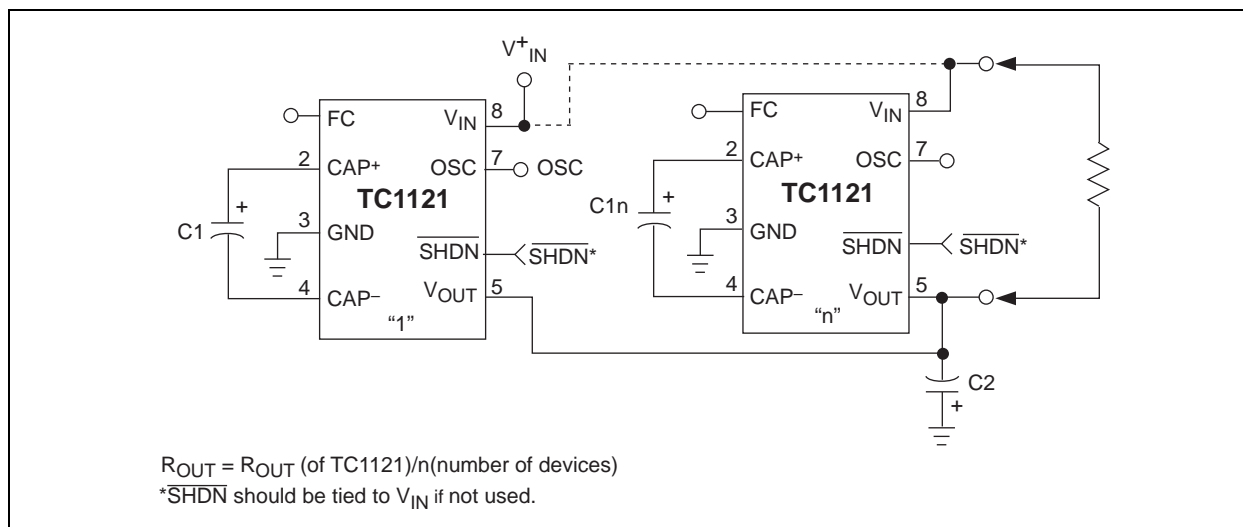 V+IN
FC
VIN
8
2
CAP+
OSC
7
OSC
TC1121
C1
+
3
GND
SHDN
SHDN*
4
CAP–
VOUT
5
“1”
FC
VIN
8
2
CAP+
OSC
7
TC1121
C1n
+
3
GND
SHDN
SHDN*
4
CAP–
VOUT
5
“n”
C2
+
ROUT = ROUT (of TC1121)/n(number of devices)
*SHDN should be tied to VIN if not used.